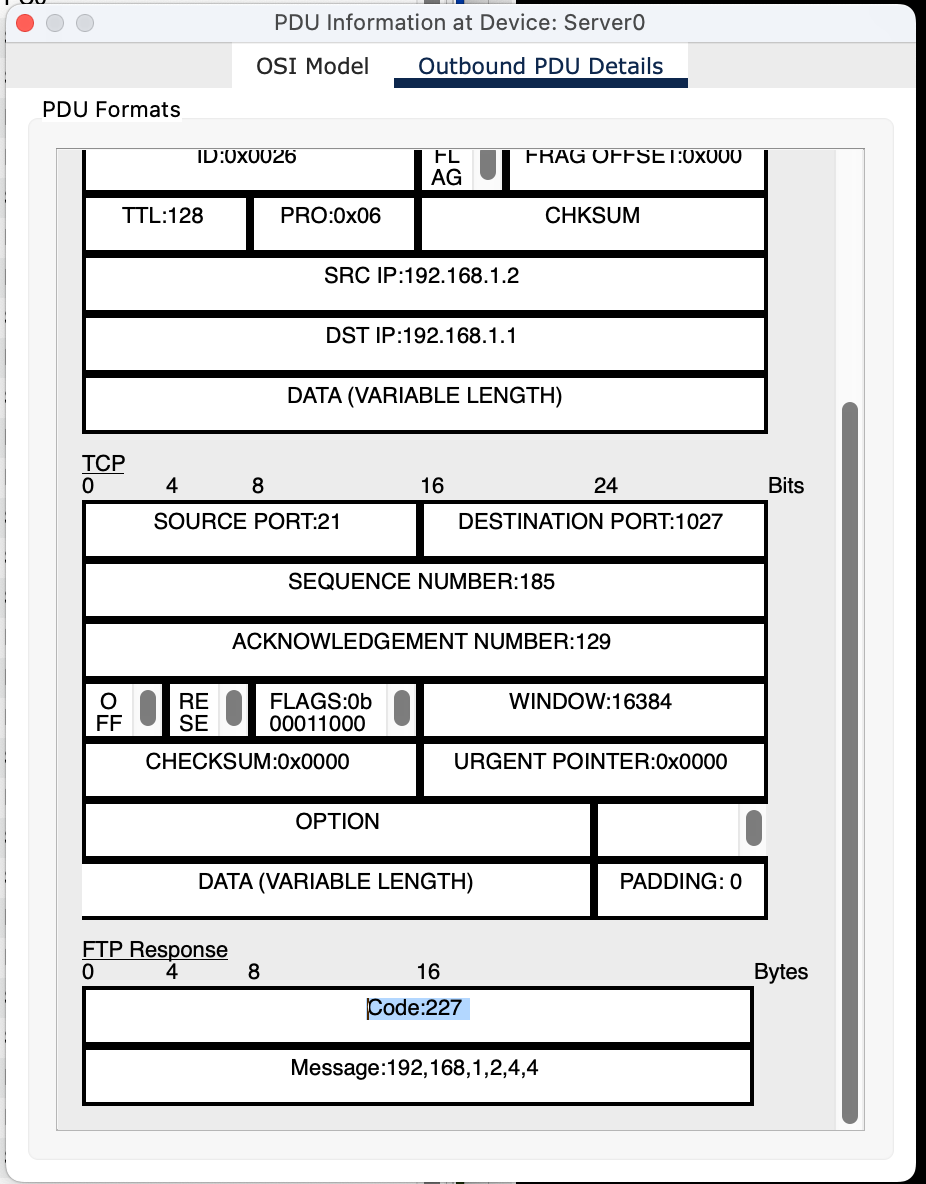 PDU Information at Device: Server0
OSI Model Outbound PDU Details
PDU Formats
ID:0x0026 FL AG FRAG OFFSET:0x000
TTL:128 PRO:0x06 CHKSUM
SRC IP:192.168.1.2
DST IP:192.168.1.1
DATA (VARIABLE LENGTH)
TCP
0 4 8 16 24 Bits
SOURCE PORT:21 DESTINATION PORT:1027
SEQUENCE NUMBER:185
ACKNOWLEDGEMENT NUMBER:129
O FF RE SE FLAGS:0b 00011000 WINDOW:16384
CHECKSUM:0x0000 URGENT POINTER:0x0000
OPTION
DATA (VARIABLE LENGTH) PADDING: 0
FTP Response
0 4 8 16 Bytes
Code:227
Message:192,168,1,2,4,4